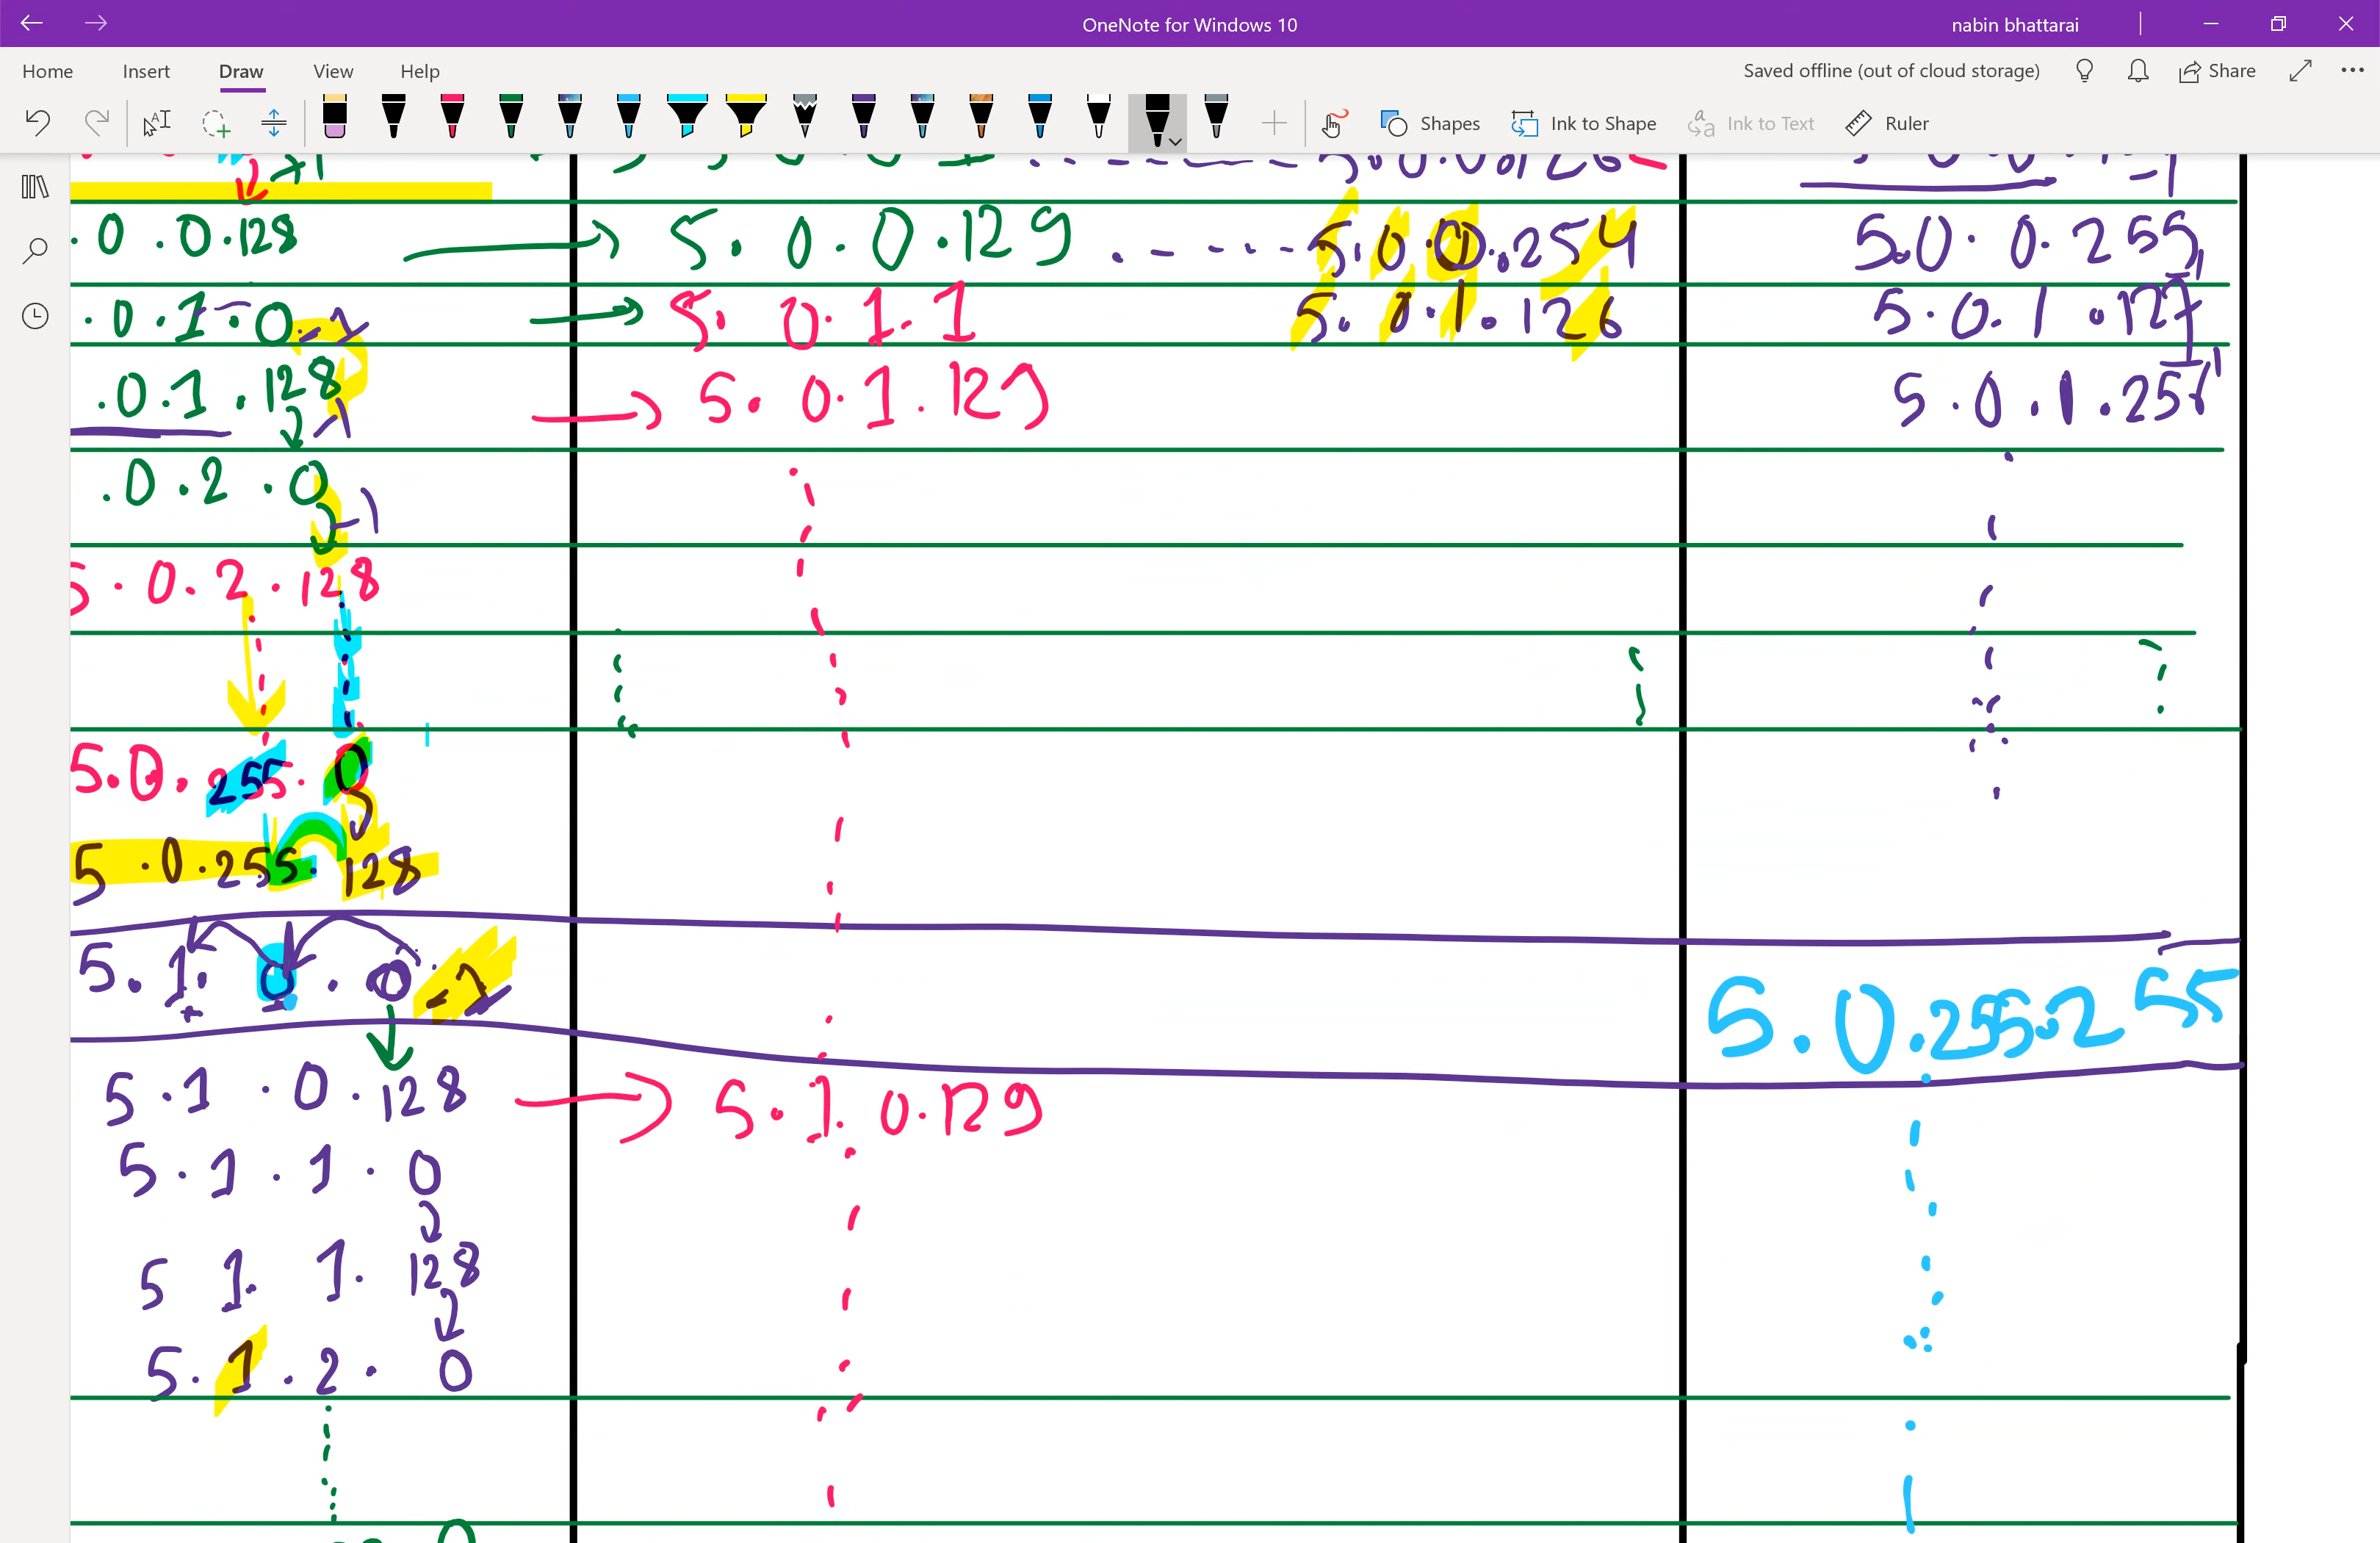 OneNote for Windows 10
nabin bhattarai
Home Insert Draw View Help
Saved offline (out of cloud storage)
Share
Shapes Ink to Shape Ink to Text Ruler
.0.0.128 5.0.0.129 5.0.0.254 5.0.0.255
.0.1.0 -1 5.0.1.1 5.0.1.126 5.0.1.127
.0.1.128 5.0.1.129 5.0.1.255
.0.2.0 -1
5.0.2.128
5.0.255.0
5.0.255.128
5.1.0.0 -1 5.0.255.255
5.1.0.128 5.1.0.129
5.1.1.0
5 1. 1. 128
5.1.2.0